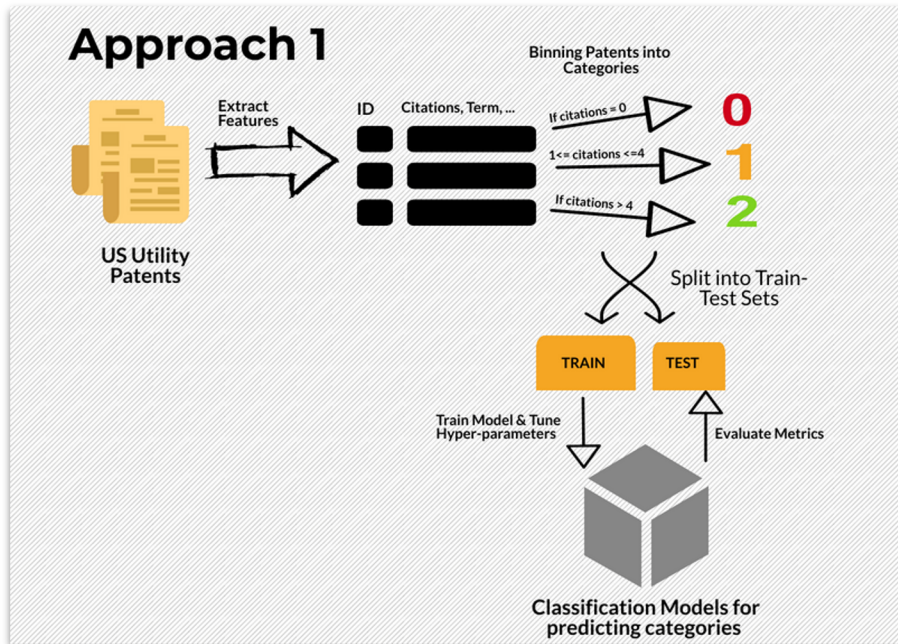 Approach 1
Binning Patents into
Categories
Extract
Features
ID
Citations, Term, ...
If citations = 0
0
1<= citations <=4
1
If citations > 4
2
US Utility
Patents
Split into Train-
Test Sets
TRAIN
TEST
Train Model & Tune
Hyper-parameters
Evaluate Metrics
Classification Models for
predicting categories